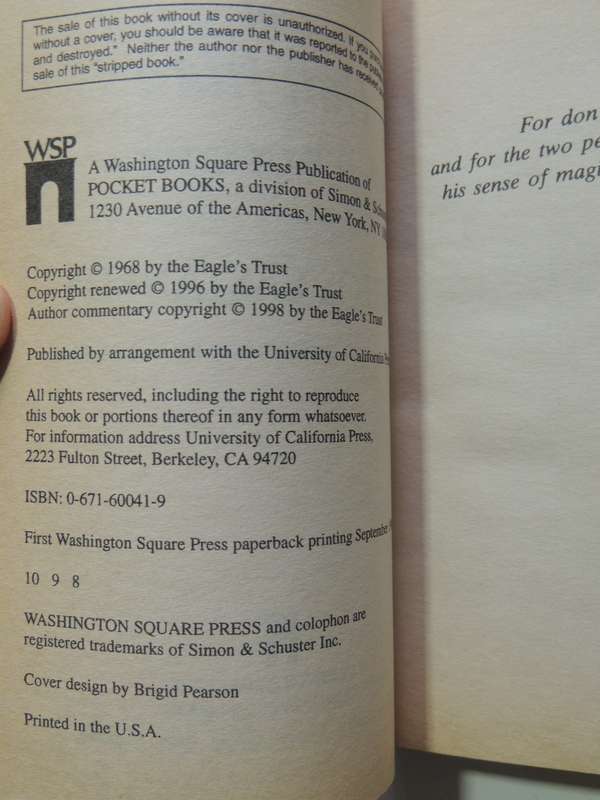 The sale of this book without its cover is unauthorized. If you
without a cover, you should be aware that it was reported to the
and destroyed." Neither the author nor the publisher has received
sale of this "stripped book."
WSP
A Washington Square Press Publication of
POCKET BOOKS, a division of Simon &
1230 Avenue of the Americas, New York, NY
Copyright © 1968 by the Eagle's Trust
Copyright renewed © 1996 by the Eagle's Trust
Author commentary copyright © 1998 by the Eagle's Trust
Published by arrangement with the University of California
All rights reserved, including the right to reproduce
this book or portions thereof in any form whatsoever.
For information address University of California Press,
2223 Fulton Street, Berkeley, CA 94720
ISBN: 0-671-60041-9
First Washington Square Press paperback printing September
10 9 8
WASHINGTON SQUARE PRESS and colophon are
registered trademarks of Simon & Schuster Inc.
Cover design by Brigid Pearson
Printed in the U.S.A.
For don
and for the two
his sense of